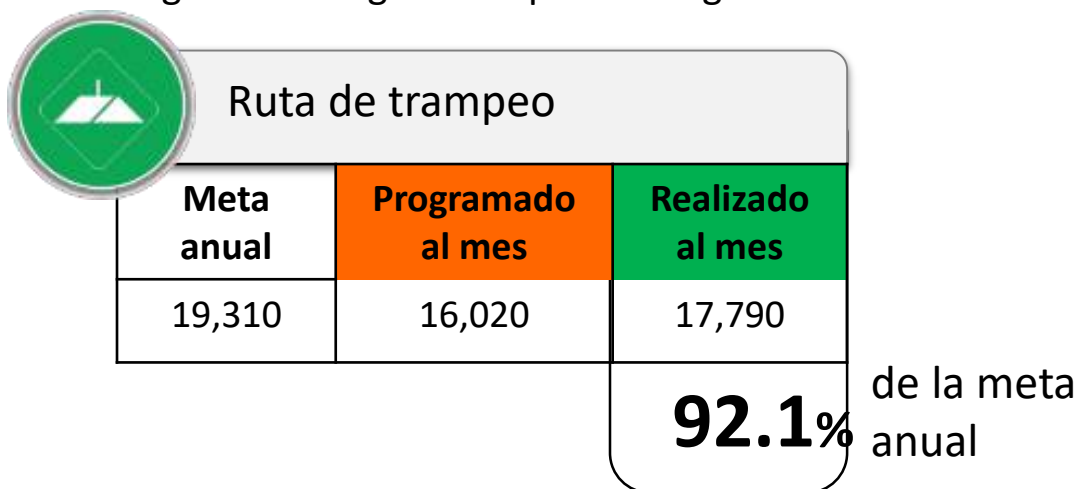 Ruta de trampeo
Meta anual
Programado al mes
Realizado al mes
19,310
16,020
17,790
92.1%
de la meta
anual